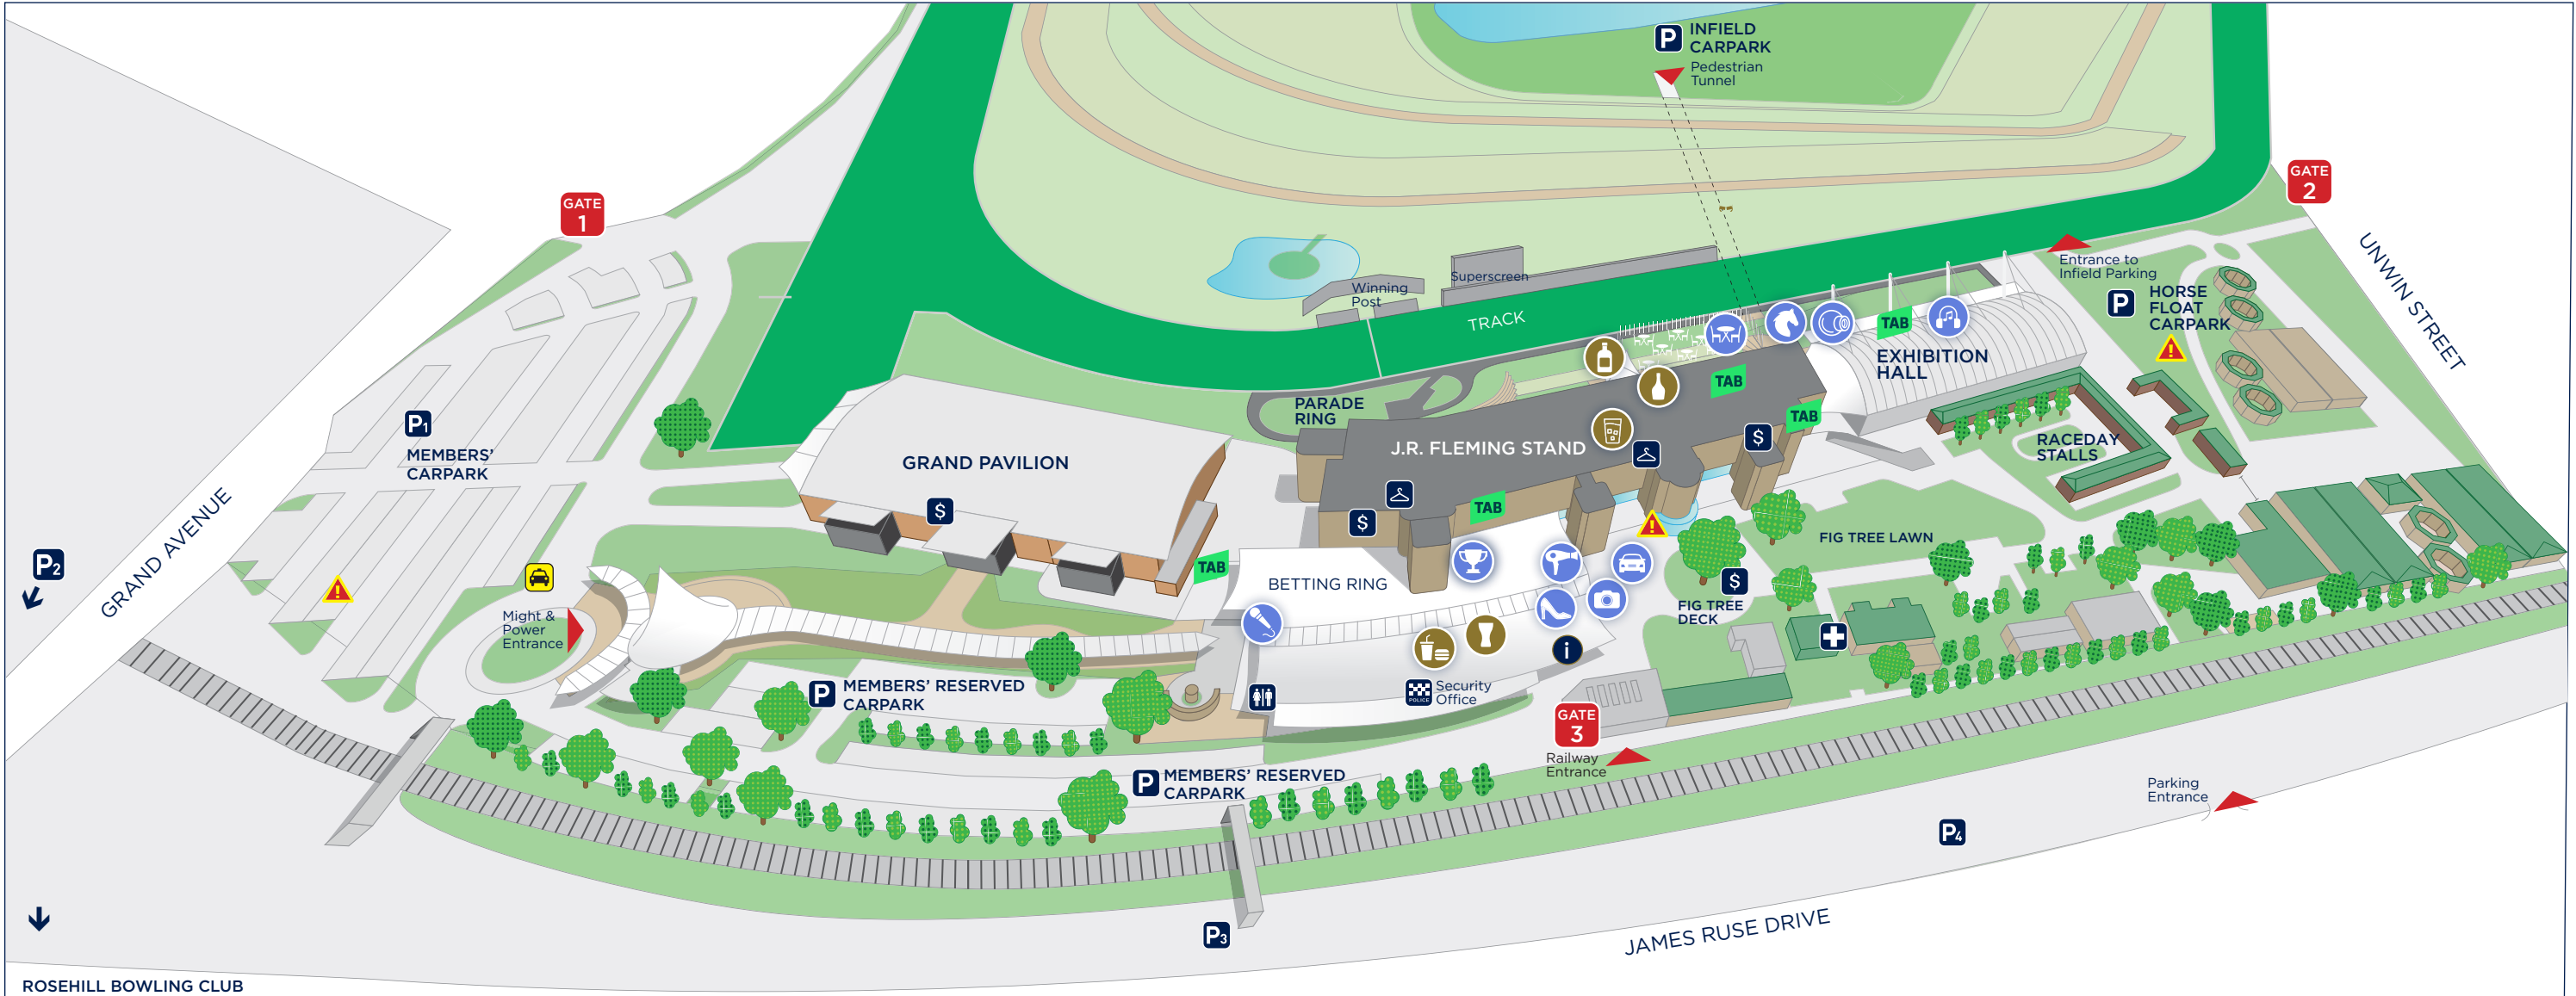 P INFIELD
CARPARK
Pedestrian
Tunnel
GATE
2
GATE
1
UNWIN STREET
Entrance to
Infield Parking
Superscreen
Winning
Post
TRACK
P HORSE
FLOAT
CARPARK
TAB
EXHIBITION
HALL
TAB
TAB
PARADE
RING
P1
MEMBERS'
CARPARK
GRAND PAVILION
J.R. FLEMING STAND
$
RACEDAY
STALLS
$
$
TAB
GRAND AVENUE
P2
TAB
BETTING RING
FIG TREE LAWN
$
FIG TREE
DECK
Might &
Power
Entrance
i
P MEMBERS' RESERVED
CARPARK
POLICE
Security
Office
GATE
3
Railway
Entrance
P MEMBERS' RESERVED
CARPARK
Parking
Entrance
P4
P3
JAMES RUSE DRIVE
ROSEHILL BOWLING CLUB